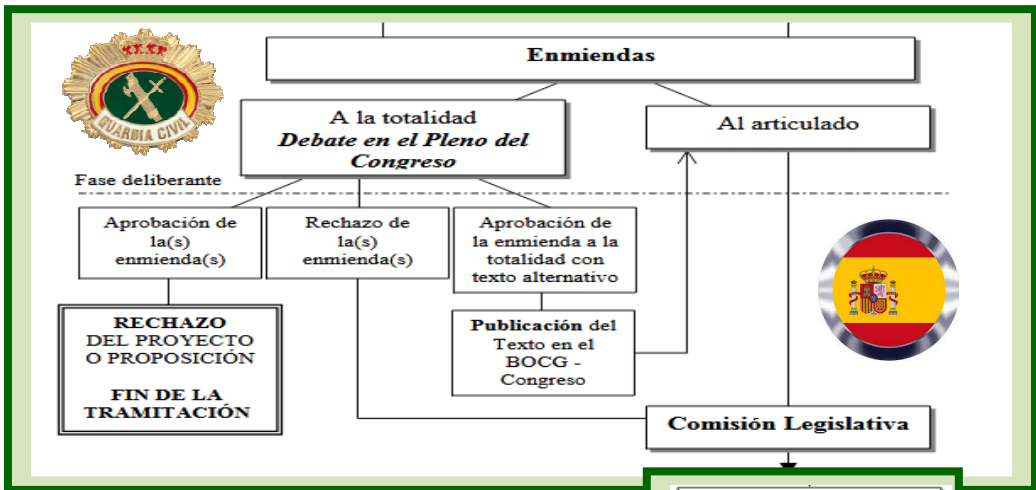 Enmiendas
A la totalidad
Debate en el Pleno del
Congreso
Al articulado
Fase deliberante
Aprobación de
la(s)
enmienda(s)
Rechazo de
la(s)
enmienda(s)
Aprobación de
la enmienda a la
totalidad con
texto alternativo
RECHAZO
DEL PROYECTO
O PROPOSICIÓN
FIN DE LA
TRAMITACIÓN
Publicación del
Texto en el
BOCG -
Congreso
Comisión Legislativa
GUARDIA CIVIL